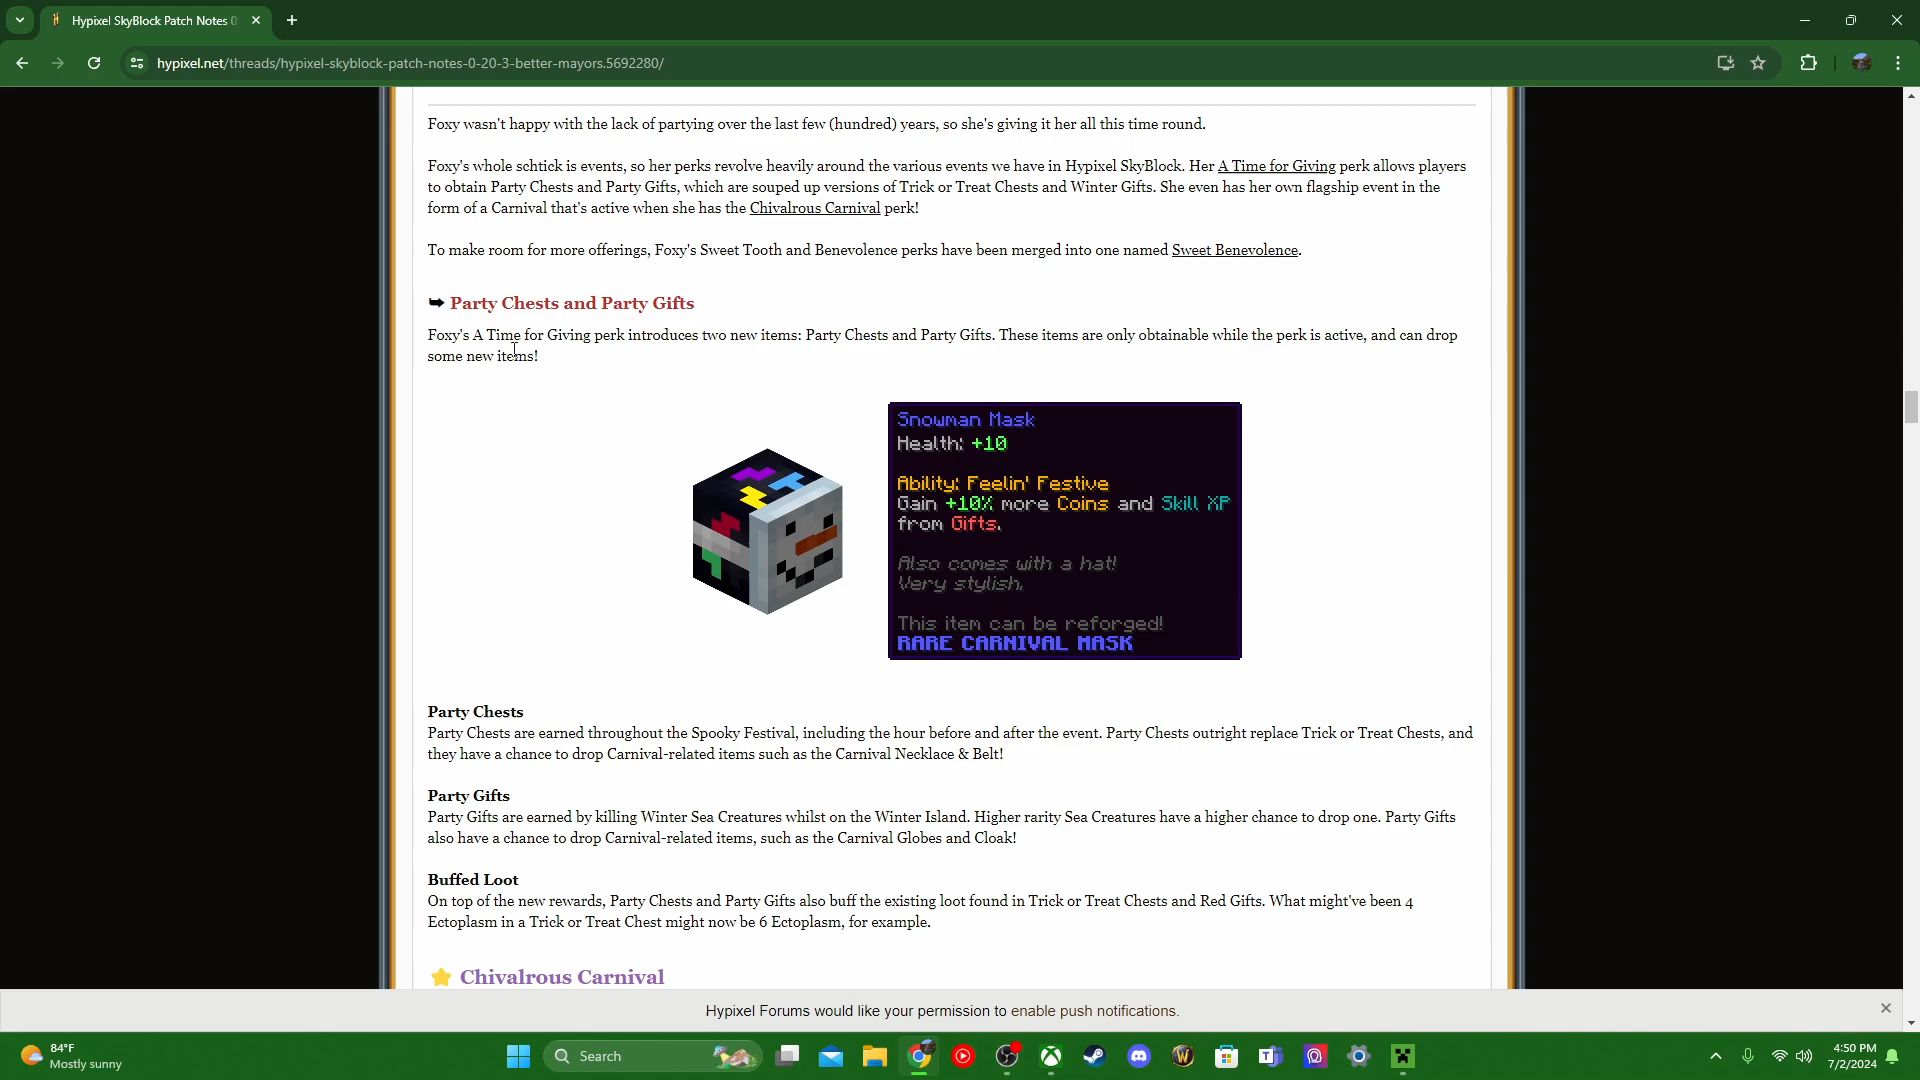 Hypixel SkyBlock Patch Notes 0
hypixel.net/threads/hypixel-skyblock-patch-notes-0-20-3-better-mayors.5692280/
Foxy wasn't happy with the lack of partying over the last few (hundred) years, so she's giving it her all this time round.
Foxy's whole schtick is events, so her perks revolve heavily around the various events we have in Hypixel SkyBlock. Her A Time for Giving perk allows players
to obtain Party Chests and Party Gifts, which are souped up versions of Trick or Treat Chests and Winter Gifts. She even has her own flagship event in the
form of a Carnival that's active when she has the Chivalrous Carnival perk!
To make room for more offerings, Foxy's Sweet Tooth and Benevolence perks have been merged into one named Sweet Benevolence.
➥ Party Chests and Party Gifts
Foxy's A Time for Giving perk introduces two new items: Party Chests and Party Gifts. These items are only obtainable while the perk is active, and can drop
some new items!
Snowman Mask
Health: +10
Ability: Feelin' Festive
Gain +10% more Coins and Skill XP
from Gifts.
Also comes with a hat!
Very stylish.
This item can be reforged!
RARE CARNIVAL MASK
Party Chests
Party Chests are earned throughout the Spooky Festival, including the hour before and after the event. Party Chests outright replace Trick or Treat Chests, and
they have a chance to drop Carnival-related items such as the Carnival Necklace & Belt!
Party Gifts
Party Gifts are earned by killing Winter Sea Creatures whilst on the Winter Island. Higher rarity Sea Creatures have a higher chance to drop one. Party Gifts
also have a chance to drop Carnival-related items, such as the Carnival Globes and Cloak!
Buffed Loot
On top of the new rewards, Party Chests and Party Gifts also buff the existing loot found in Trick or Treat Chests and Red Gifts. What might've been 4
Ectoplasm in a Trick or Treat Chest might now be 6 Ectoplasm, for example.
Chivalrous Carnival
Hypixel Forums would like your permission to enable push notifications.
84°F
Mostly sunny
Search
4:50 PM
7/2/2024